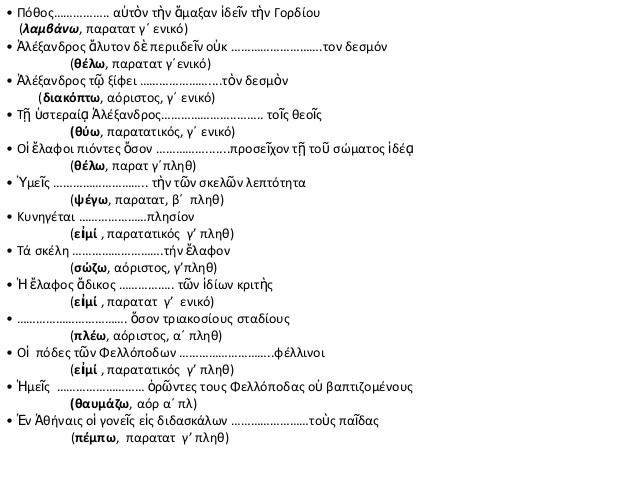 • Πόθος…………….. αὐτὸν τὴν ἅμαξαν ἰδεῖν τὴν Γορδίου
(λαμβάνω, παρατατ γ΄ ενικό)
• Ἀλέξανδρος ἄλυτον δὲ περιιδεῖν οὐκ ……………………….τον δεσμόν
(θέλω, παρατατ γ΄ενικό)
• Ἀλέξανδρος τῷ ξίφει …………………....τὸν δεσμὸν
(διακόπτω, αόριστος, γ΄ ενικό)
• Τῇ ὑστεραίᾳ Ἀλέξανδρος………………………….. τοῖς θεοῖς
(θύω, παρατατικός, γ΄ ενικό)
• Οἱ ἔλαφοι πιόντες ὅσον …………….…...προσεῖχον τῇ τοῦ σώματος ἰδέᾳ
(θέλω, παρατ γ΄πληθ)
• Ὑμεῖς ……………………….. τὴν τῶν σκελῶν λεπτότητα
(ψέγω, παρατατ, β΄ πληθ)
• Κυνηγέται …………………πλησίον
(εἰμί , παρατατικός γ’ πληθ)
• Τά σκέλη ……………………….τήν ἔλαφον
(σῴζω, αόριστος, γ’πληθ)
• Ἡ ἔλαφος ἄδικος …………….. τῶν ἰδίων κριτὴς
(εἰμί , παρατατ γ’ ενικό)
• ……………………………. ὅσον τριακοσίους σταδίους
(πλέω, αόριστος, α΄ πληθ)
• Οἱ πόδες τῶν Φελλόποδων ………………………..φέλλινοι
(εἰμί , παρατατικός γ’ πληθ)
• Ἡμεῖς ……………………… ὁρῶντες τους Φελλόποδας οὐ βαπτιζομένους
(θαυμάζω, αόρ α΄ πλ)
• Ἐν Ἀθήναις οἱ γονεῖς εἰς διδασκάλων ……………………τοὺς παῖδας
(πέμπω, παρατατ γ’ πληθ)